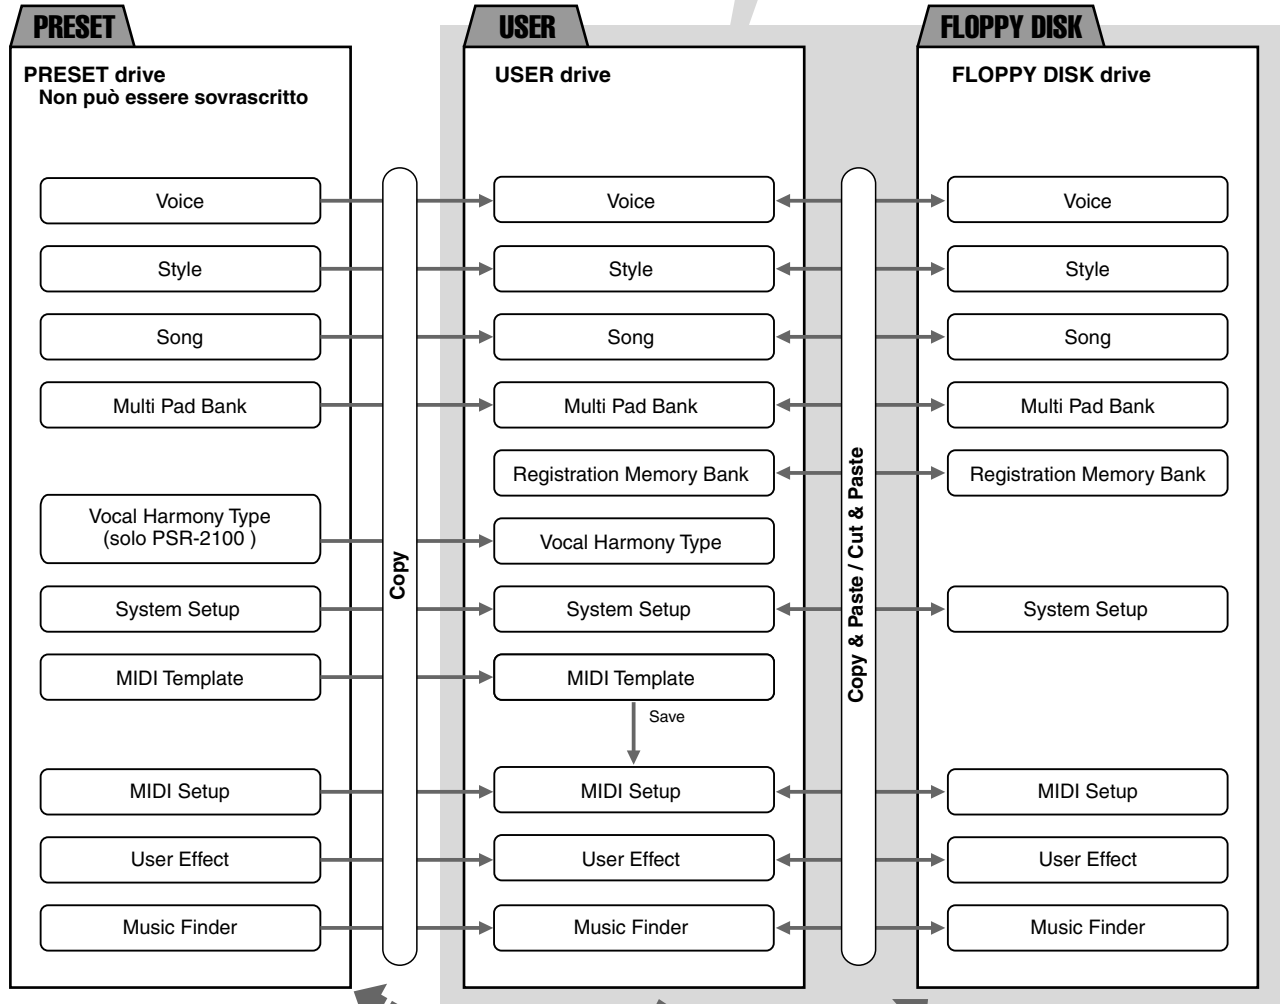 PRESET
PRESET drive
Non può essere sovrascritto
Voice
Style
Song
Multi Pad Bank
Vocal Harmony Type
(solo PSR-2100 )
System Setup
MIDI Template
MIDI Setup
User Effect
Music Finder
Copy
USER
USER drive
Voice
Style
Song
Multi Pad Bank
Registration Memory Bank
Vocal Harmony Type
System Setup
MIDI Template
Save
MIDI Setup
User Effect
Music Finder
Copy & Paste / Cut & Paste
FLOPPY DISK
FLOPPY DISK drive
Voice
Style
Song
Multi Pad Bank
Registration Memory Bank
System Setup
MIDI Setup
User Effect
Music Finder